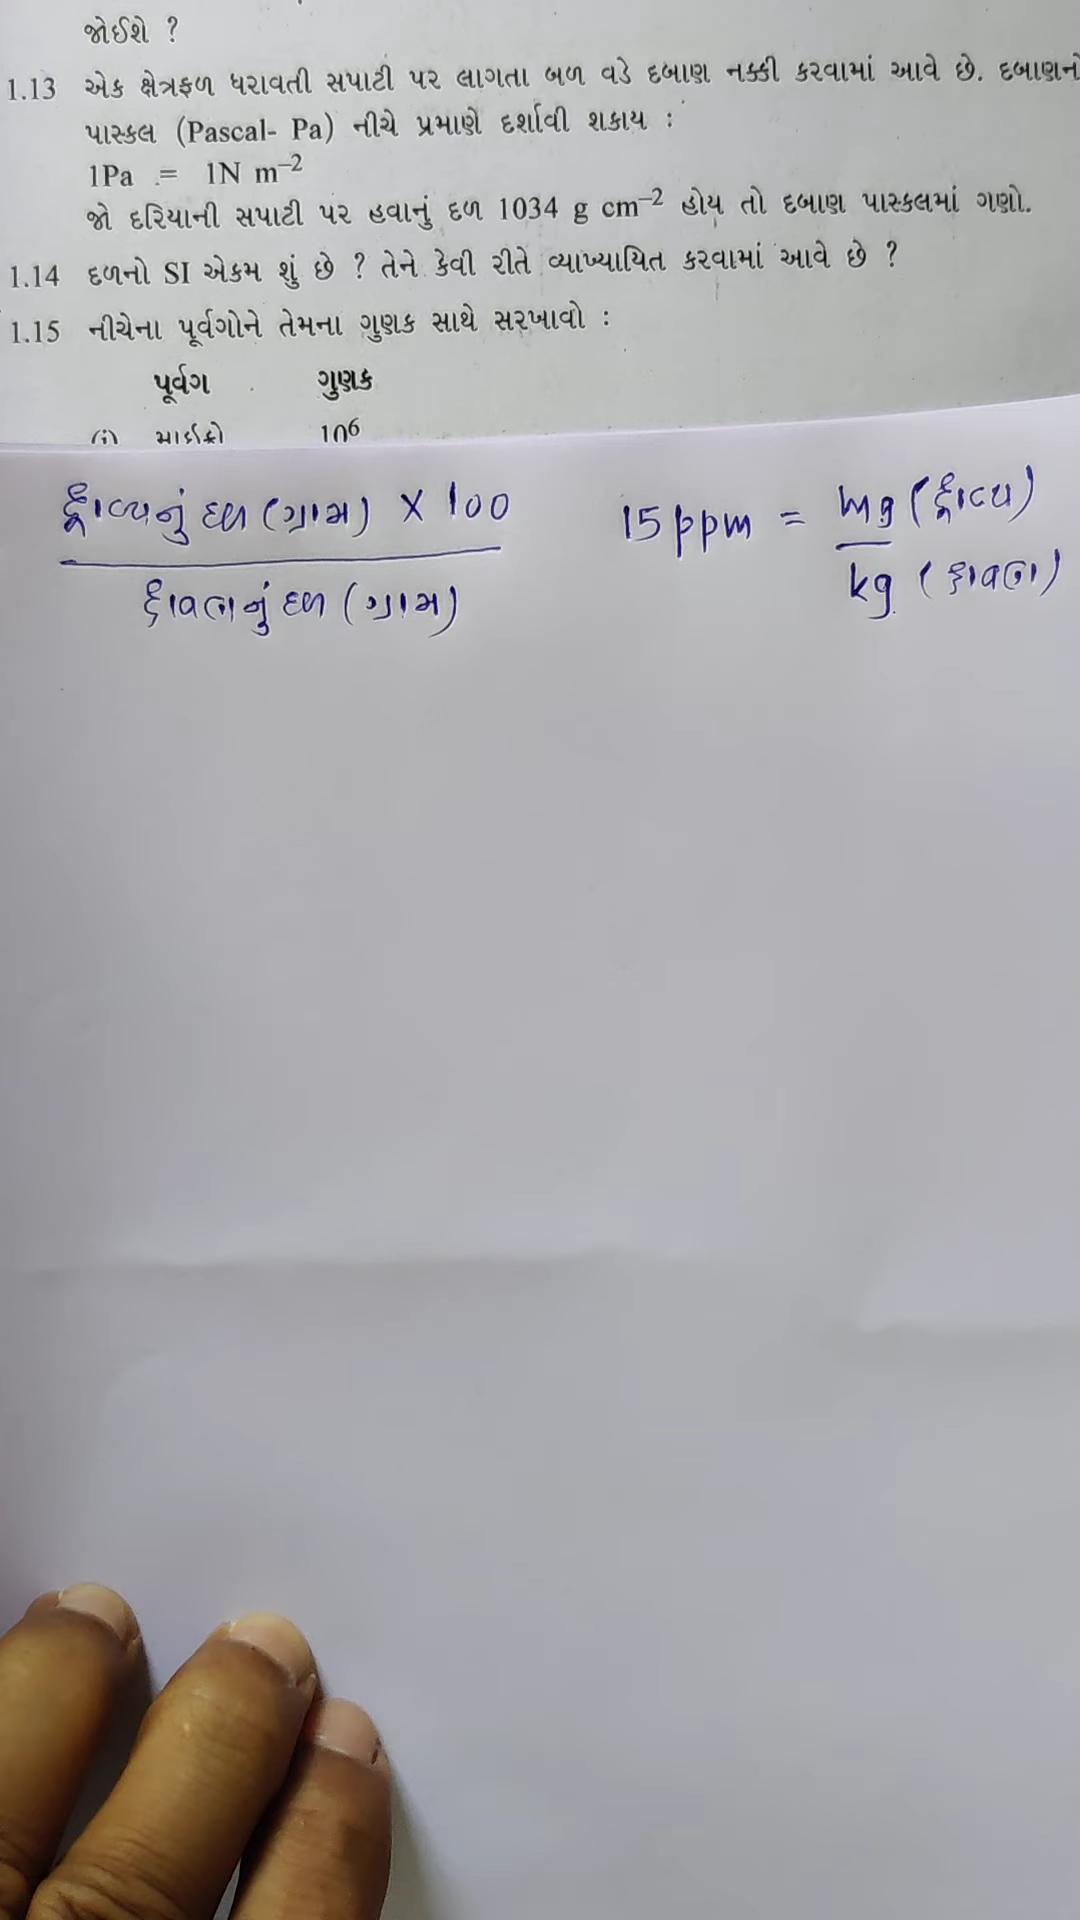 જોઈશે ?
1.13 એક ક્ષેત્રફળ ધરાવતી સપાટી પર લાગતા બળ વડે દબાણ નક્કી કરવામાં આવે છે. દબાણનો
પાસ્કલ (Pascal- Pa) નીચે પ્રમાણે દર્શાવી શકાય :
1Pa = 1N m⁻²
જો દરિયાની સપાટી પર હવાનું દળ 1034 g cm⁻² હોય તો દબાણ પાસ્કલમાં ગણો.
1.14 દળનો SI એકમ શું છે ? તેને કેવી રીતે વ્યાખ્યાયિત કરવામાં આવે છે ?
1.15 નીચેના પૂર્વગોને તેમના ગુણક સાથે સરખાવો :
પૂર્વગ ગુણક
(i) માઈક્રો 10⁶
દ્રાવ્યનું દળ (ગ્રામ) × 100
દ્રાવણનું દળ (ગ્રામ)
15 ppm = mg (દ્રાવ્ય)
kg (દ્રાવણ)